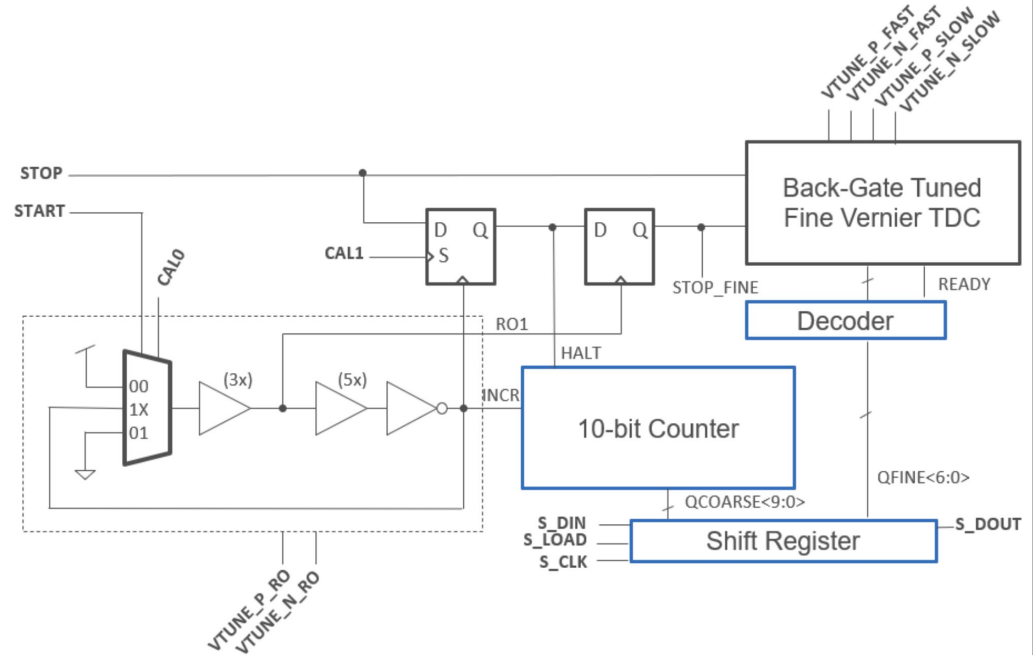 VTUNE_P_FAST
VTUNE_N_FAST
VTUNE_P_SLOW
VTUNE_N_SLOW
STOP
START
Back-Gate Tuned
Fine Vernier TDC
D Q
S
CAL1
D Q
CAL0
STOP_FINE
READY
Decoder
RO1
HALT
(3x)
(5x)
00
1X
01
INCR
10-bit Counter
QFINE<6:0>
QCOARSE<9:0>
S_DIN
S_LOAD
S_CLK
Shift Register
S_DOUT
VTUNE_P_RO
VTUNE_N_RO